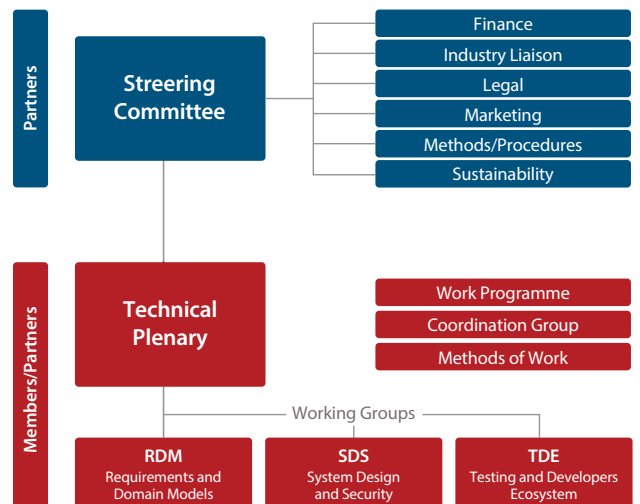 Partners
Streering
Committee
Finance
Industry Liaison
Legal
Marketing
Methods/Procedures
Sustainability
Members/Partners
Technical
Plenary
Work Programme
Coordination Group
Methods of Work
Working Groups
RDM
Requirements and
Domain Models
SDS
System Design
and Security
TDE
Testing and Developers
Ecosystem